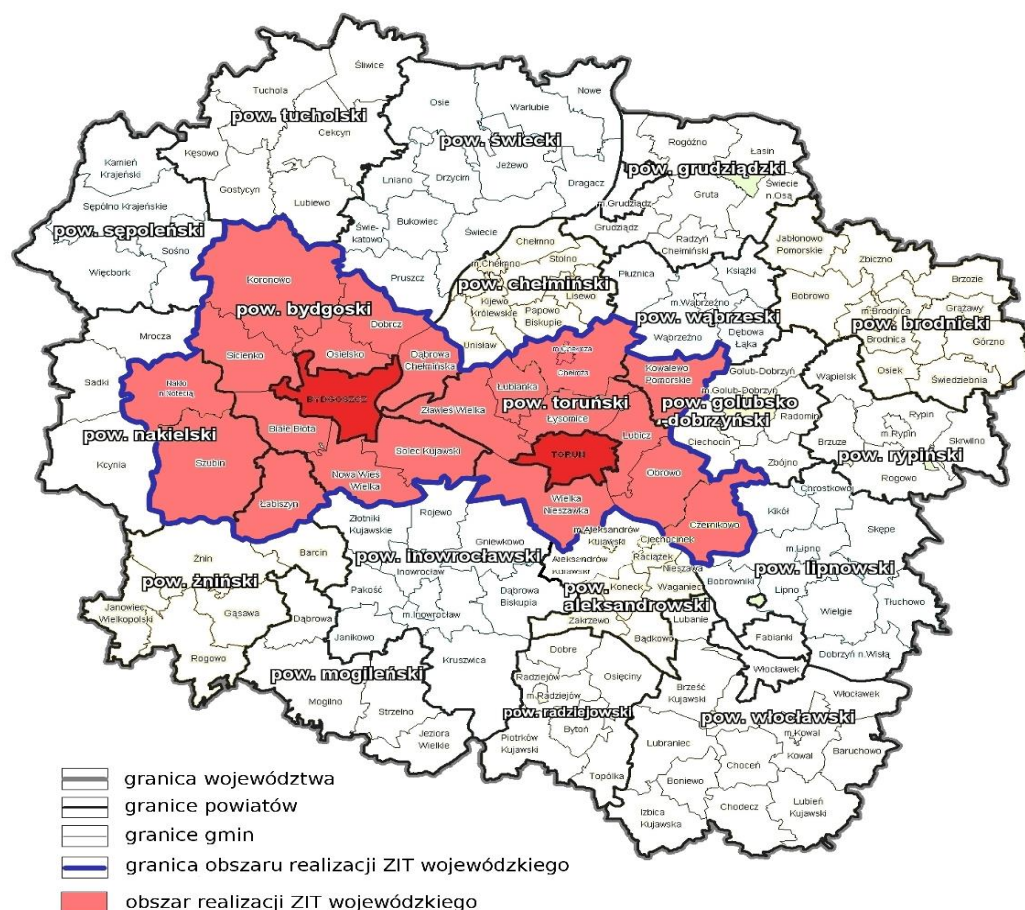 Śliwice
Tuchola
pow. tucholski
Cekcyn
Kęsowo
Gostycyn
Lubiewo
Nowe
Osie
Warlubie
pow. świecki
Jeżewo
Lniano
Drzycim
Dragacz
Bukowiec
Świe-
katowo
Świecie
Pruszcz
Rogóźno
Łasin
pow. grudziądzki
Świecie
n.Osą
Gruta
m.Grudziądz
Grudziądz
Radzyń
Chełmiński
Kamień
Krajeński
Sępólno Krajeńskie
pow. sępoleński
Sośno
Więcbork
Koronowo
pow. bydgoski
Dobrcz
Sicienko
Osielsko
Dąbrowa
Chełmińska
BYDGOSZCZ
Białe Błota
Solec Kujawski
Nowa Wieś
Wielka
Chełmno
m.Chełmno
Stolno
pow. chełmiński
Kijewo
Królewskie
Lisewo
Papowo
Biskupie
Unisław
Płużnica
Książki
m.Wąbrzeźno
pow. wąbrzeski
Wąbrzeźno
Dębowa
Łąka
Jabłonowo
Pomorskie
Zbiczno
Bobrowo
Brzozie
m.Brodnica
Grążawy
pow. brodnicki
Brodnica
Górzno
Osiek
Świedziebnia
Mrocza
Sadki
Nakło
n.Notecią
pow. nakielski
Kcynia
Szubin
Łabiszyn
m.Chełmża
Chełmża
Łubianka
pow. toruński
Zławieś Wielka
Łysomice
Lubicz
TORUŃ
Obrowo
Wielka
Nieszawka
Czernikowo
Kowalewo
Pomorskie
Golub-Dobrzyń
m.Golub-Dobrzyń
pow. golubsko
-dobrzyński
Radomin
Ciechocin
Zbójno
Wąpielsk
Rypin
Brzuze
m.Rypin
Skrwilno
pow. rypiński
Rogowo
Złotniki
Kujawskie
Rojewo
Gniewkowo
pow. inowrocławski
Inowrocław
Pakość
Dąbrowa
Biskupia
m.Inowrocław
Janikowo
Kruszwica
Żnin
Barcin
pow. żniński
Janowiec
Wielkopolski
Gąsawa
Rogowo
Dąbrowa
pow. mogileński
Mogilno
Strzelno
Jeziora
Wielkie
m.Aleksandrów
Kujawski
Ciechocinek
Aleksandrów
Kujawski
Raciążek
Nieszawa
Koneck
Waganiec
pow.
aleksandrowski
Zakrzewo
Bądkowo
Chrostkowo
Kikół
Skępe
m.Lipno
pow. lipnowski
Bobrowniki
Lipno
Wielgie
Tłuchowo
Dobrzyń n.Wisłą
Lubanie
Fabianki
Włocławek
Dobre
Radziejów
Osięciny
m.Radziejów
pow. radziejowski
Bytoń
Piotrków
Kujawski
Topólka
Brześć
Kujawski
Włocławek
pow. włocławski
m.Kowal
Kowal
Lubraniec
Baruchowo
Choceń
Boniewo
Izbica
Kujawska
Chodecz
Lubień
Kujawski
granica województwa
granice powiatów
granice gmin
granica obszaru realizacji ZIT wojewódzkiego
obszar realizacji ZIT wojewódzkiego